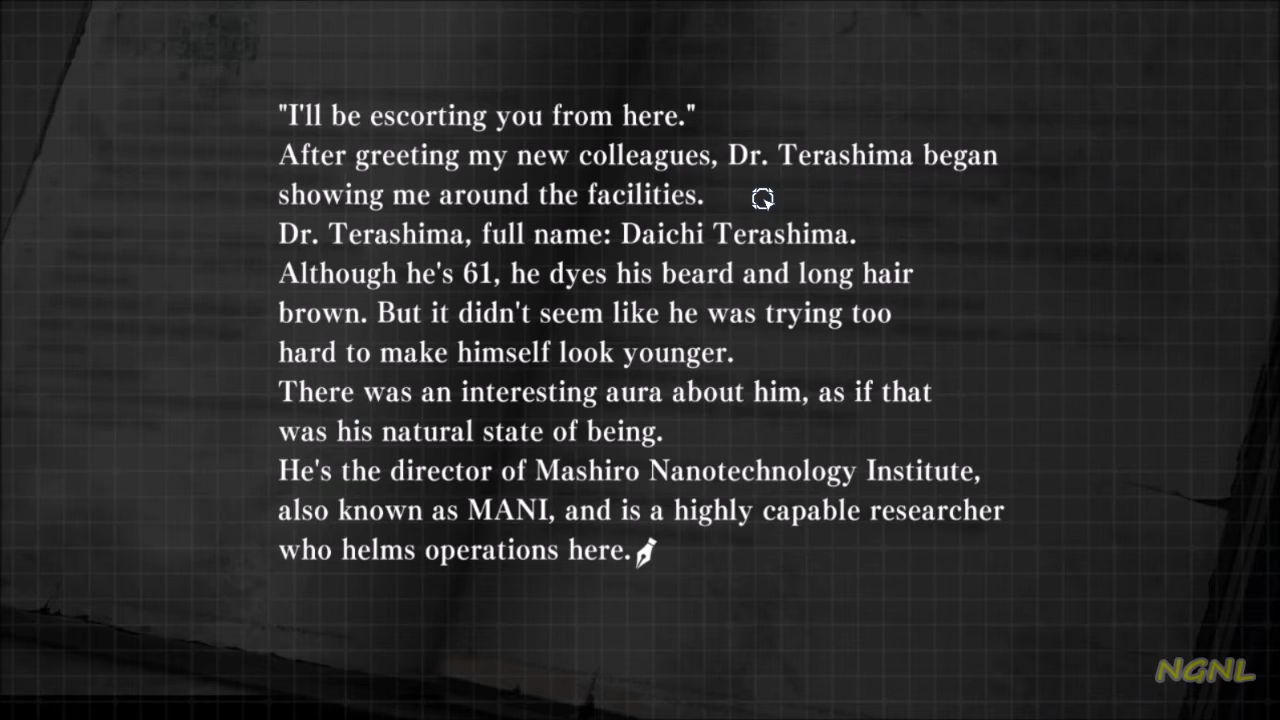 "I'll be escorting you from here."
After greeting my new colleagues, Dr. Terashima began
showing me around the facilities.
Dr. Terashima, full name: Daichi Terashima.
Although he's 61, he dyes his beard and long hair
brown. But it didn't seem like he was trying too
hard to make himself look younger.
There was an interesting aura about him, as if that
was his natural state of being.
He's the director of Mashiro Nanotechnology Institute,
also known as MANI, and is a highly capable researcher
who helms operations here.
NGNL